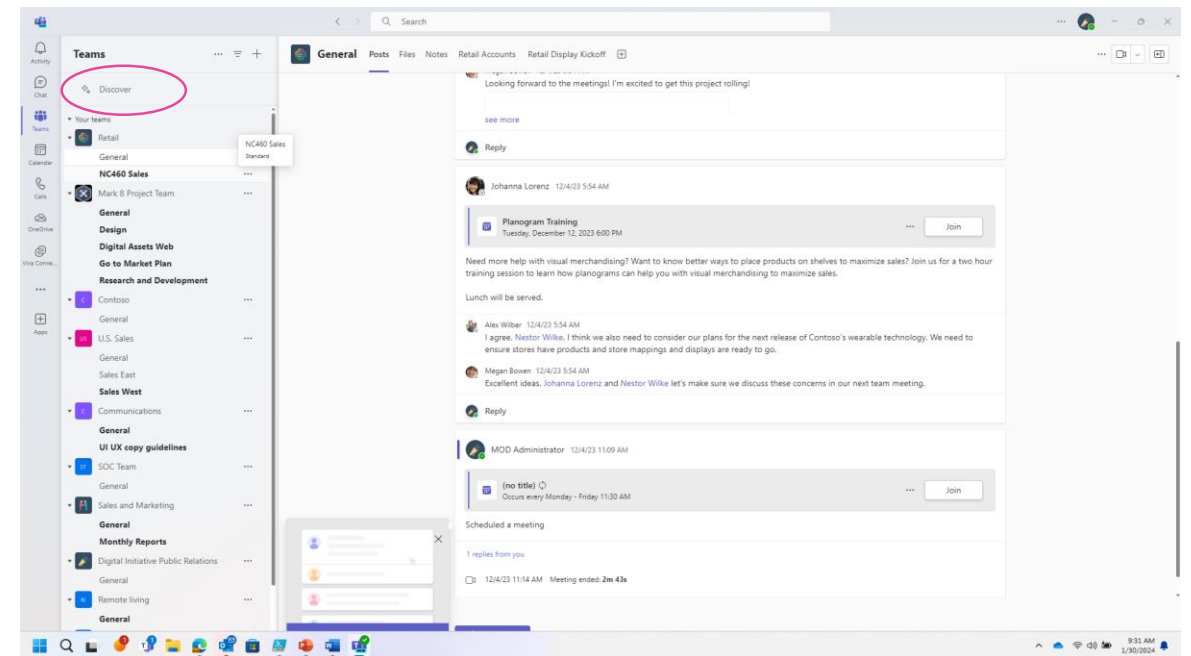 Search
Activity
Chat
Teams
Calendar
Calls
OneDrive
Viva Conne...
Apps
Teams
Discover
Your teams
Retail
General
NC460 Sales
NC460 Sales
Standard
Mark 8 Project Team
General
Design
Digital Assets Web
Go to Market Plan
Research and Development
C Contoso
General
US U.S. Sales
General
Sales East
Sales West
C Communications
General
UI UX copy guidelines
ST SOC Team
General
Sales and Marketing
General
Monthly Reports
Digital Initiative Public Relations
General
Remote living
General
General Posts Files Notes Retail Accounts Retail Display Kickoff
Looking forward to the meetings! I'm excited to get this project rolling!
see more
Reply
Johanna Lorenz 12/4/23 5:54 AM
Planogram Training
Tuesday, December 12, 2023 6:00 PM
Join
Need more help with visual merchandising? Want to know better ways to place products on shelves to maximize sales? Join us for a two hour
training session to learn how planograms can help you with visual merchandising to maximize sales.
Lunch will be served.
Alex Wilber 12/4/23 5:54 AM
I agree, Nestor Wilke. I think we also need to consider our plans for the next release of Contoso's wearable technology. We need to
ensure stores have products and store mappings and displays are ready to go.
Megan Bowen 12/4/23 5:54 AM
Excellent ideas. Johanna Lorenz and Nestor Wilke let's make sure we discuss these concerns in our next team meeting.
Reply
MOD Administrator 12/4/23 11:09 AM
(no title)
Occurs every Monday - Friday 11:30 AM
Join
Scheduled a meeting
1 replies from you
12/4/23 11:14 AM Meeting ended: 2m 43s
9:31 AM
1/30/2024